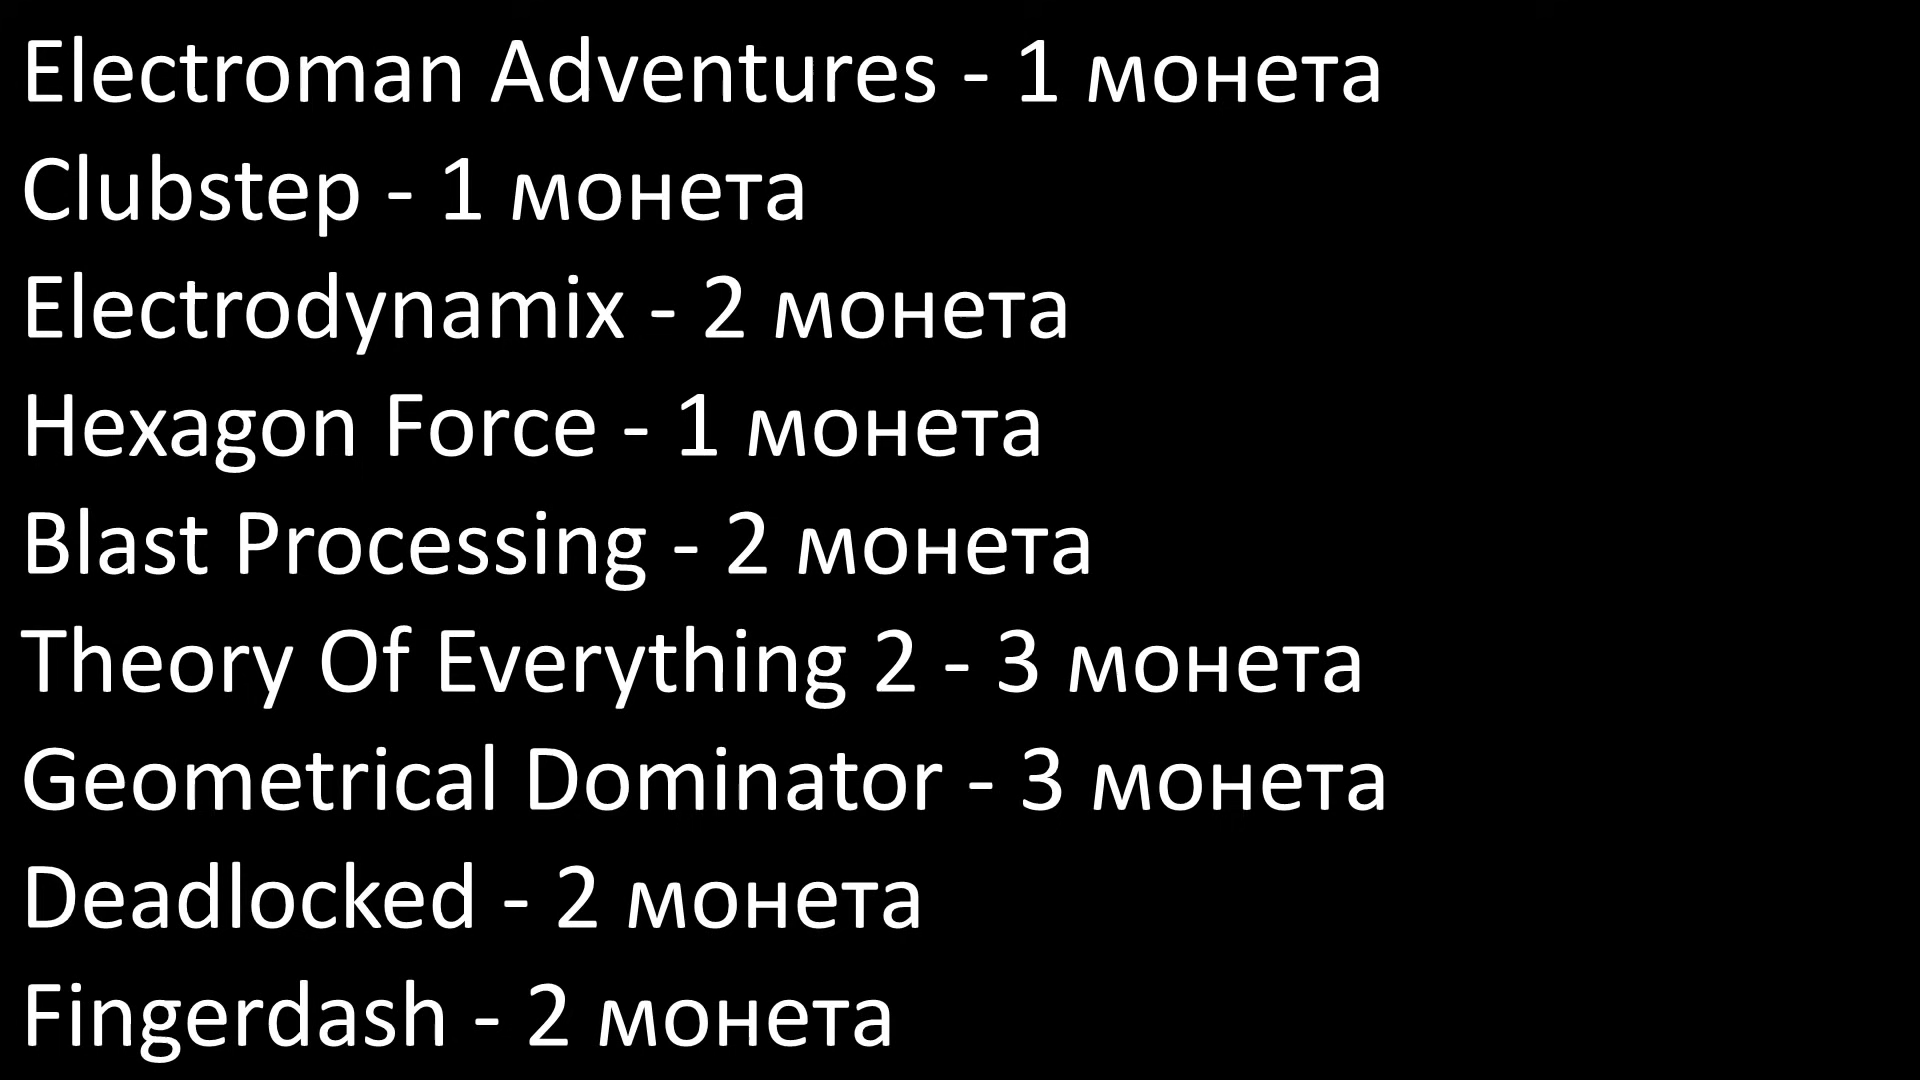 Electroman Adventures - 1 монета
Clubstep - 1 монета
Electrodynamix - 2 монета
Hexagon Force - 1 монета
Blast Processing - 2 монета
Theory Of Everything 2 - 3 монета
Geometrical Dominator - 3 монета
Deadlocked - 2 монета
Fingerdash - 2 монета